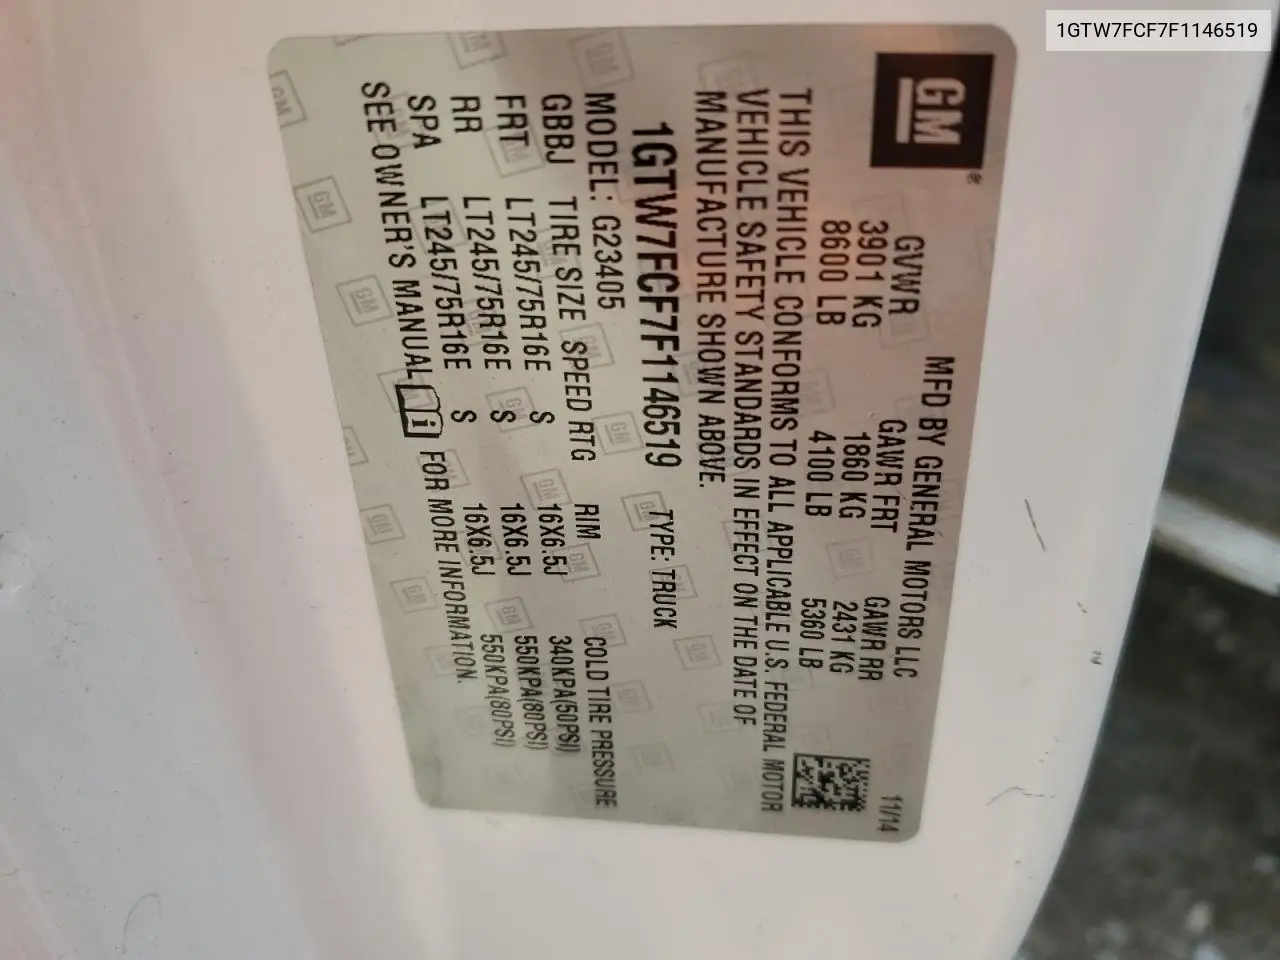 1GTW7FCF7F1146519
GM ®
MFD BY GENERAL MOTORS LLC 11/14
GVWR GAWR FRT GAWR RR
3901 KG 1860 KG 2431 KG
8600 LB 4100 LB 5360 LB
THIS VEHICLE CONFORMS TO ALL APPLICABLE U.S. FEDERAL MOTOR
VEHICLE SAFETY STANDARDS IN EFFECT ON THE DATE OF
MANUFACTURE SHOWN ABOVE.
1GTW7FCF7F1146519 TYPE: TRUCK
MODEL: G23405
GBBJ TIRE SIZE SPEED RTG RIM COLD TIRE PRESSURE
FRT LT245/75R16E S 16X6.5J 340KPA(50PSI)
RR LT245/75R16E S 16X6.5J 550KPA(80PSI)
SPA LT245/75R16E S 16X6.5J 550KPA(80PSI)
SEE OWNER'S MANUAL i FOR MORE INFORMATION.